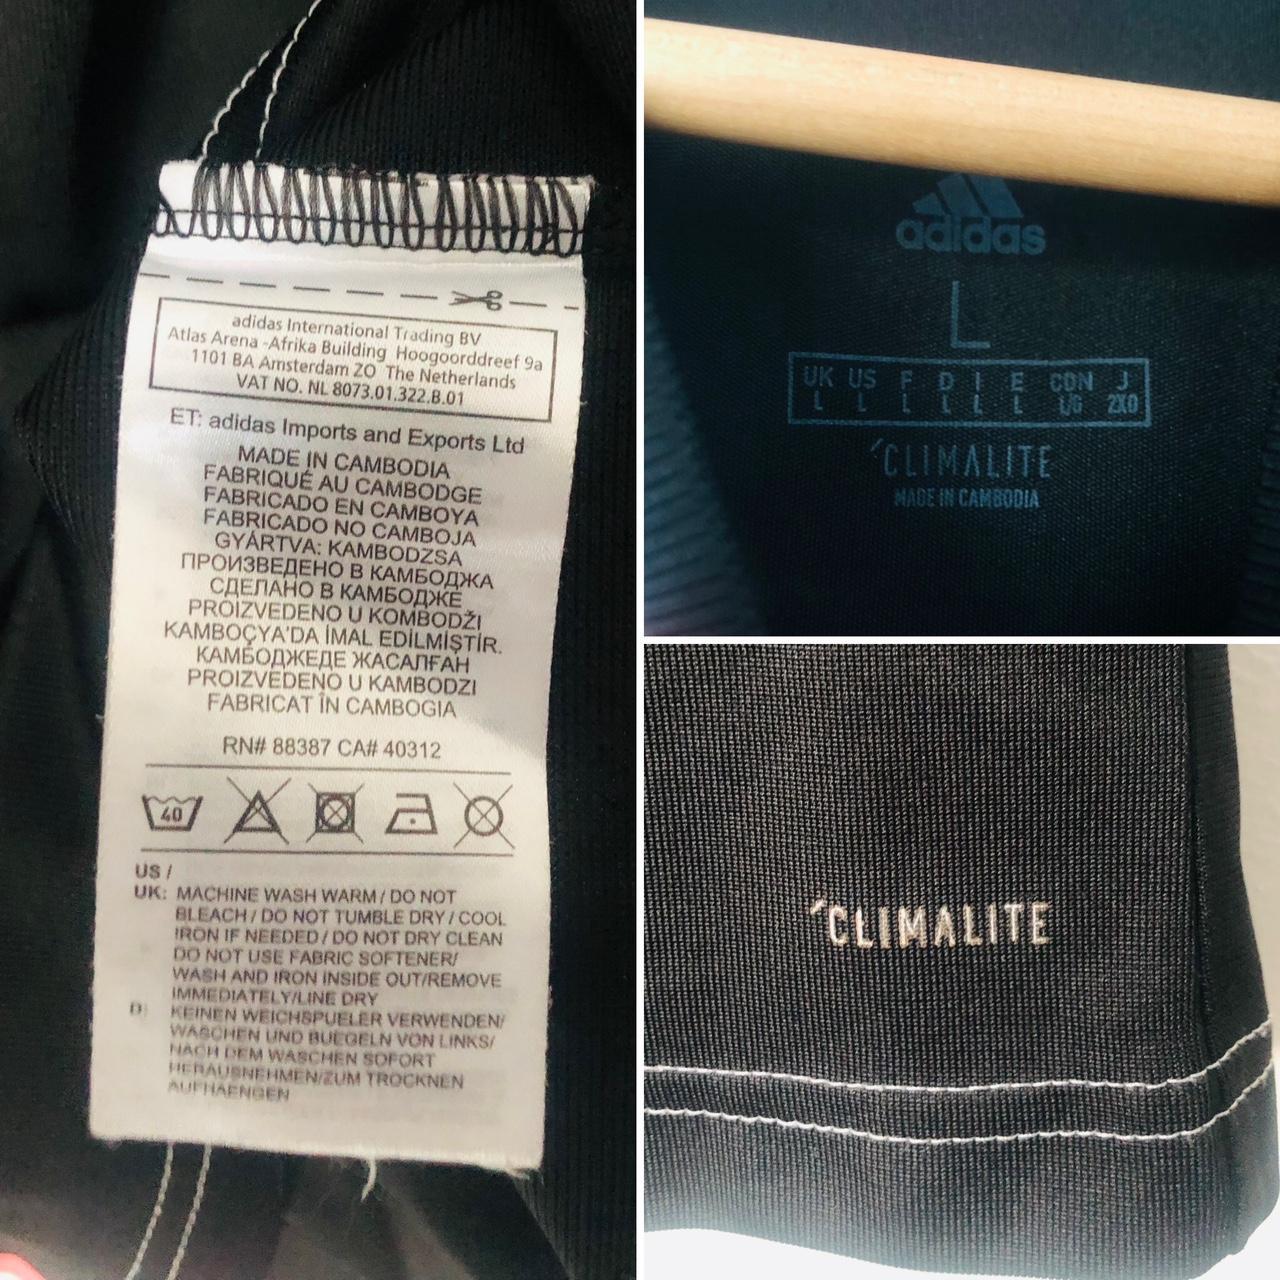 adidas International Trading BV
Atlas Arena -Afrika Building Hoogoorddreef 9a
1101 BA Amsterdam ZO The Netherlands
VAT NO. NL 8073.01.322.B.01
ET: adidas Imports and Exports Ltd
MADE IN CAMBODIA
FABRIQUÉ AU CAMBODGE
FABRICADO EN CAMBOYA
FABRICADO NO CAMBOJA
GYÁRTVA: KAMBODZSA
ПРОИЗВЕДЕНО В КАМБОДЖА
СДЕЛАНО В КАМБОДЖЕ
PROIZVEDENO U KOMBODŽI
KAMBOÇYA'DA İMAL EDİLMİŞTİR.
КАМБОДЖЕДЕ ЖАСАЛҒАН
PROIZVEDENO U KAMBODZI
FABRICAT ÎN CAMBOGIA
RN# 88387 CA# 40312
40
US /
UK: MACHINE WASH WARM / DO NOT
BLEACH / DO NOT TUMBLE DRY / COOL
IRON IF NEEDED / DO NOT DRY CLEAN
DO NOT USE FABRIC SOFTENER/
WASH AND IRON INSIDE OUT/REMOVE
IMMEDIATELY/LINE DRY
D: KEINEN WEICHSPUELER VERWENDEN/
WASCHEN UND BUEGELN VON LINKS/
NACH DEM WASCHEN SOFORT
HERAUSNEHMEN/ZUM TROCKNEN
AUFHAENGEN
adidas
L
UK US F D I E CDN J
L L L L L L L/G 2XO
´CLIMALITE
MADE IN CAMBODIA
´CLIMALITE